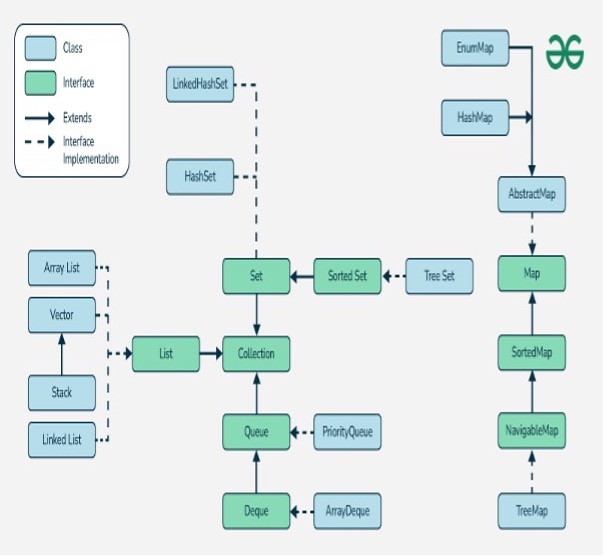 Class
Interface
Extends
Interface
Implementation
LinkedHashSet
HashSet
EnumMap
HashMap
AbstractMap
Array List
Vector
Stack
Linked List
List
Set
Sorted Set
Tree Set
Collection
Queue
PriorityQueue
Deque
ArrayDeque
Map
SortedMap
NavigableMap
TreeMap